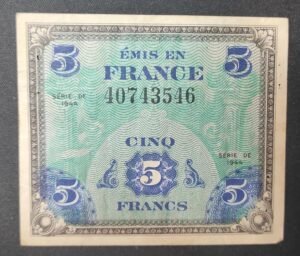 5 ÉMIS EN 5
FRANCE
40743546
SÉRIE DE
1944
CINQ
SÉRIE DE
1944
5 5 5
FRANCS